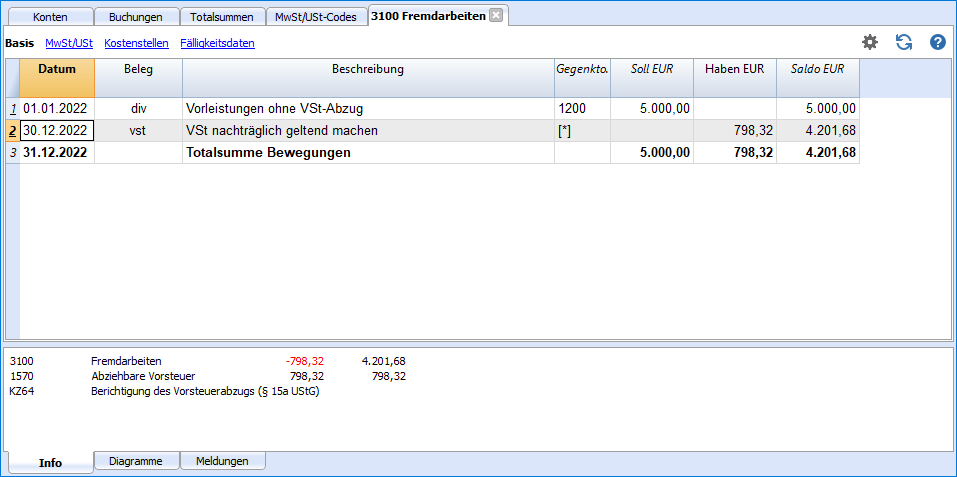 Konten Buchungen Totalsummen MwSt/USt-Codes 3100 Fremdarbeiten
Basis MwSt/USt Kostenstellen Fälligkeitsdaten
Datum Beleg Beschreibung Gegenkto. Soll EUR Haben EUR Saldo EUR
1 01.01.2022 div Vorleistungen ohne VSt-Abzug 1200 5.000,00 5.000,00
2 30.12.2022 vst VSt nachträglich geltend machen [*] 798,32 4.201,68
3 31.12.2022 Totalsumme Bewegungen 5.000,00 798,32 4.201,68
3100 Fremdarbeiten -798,32 4.201,68
1570 Abziehbare Vorsteuer 798,32 798,32
KZ64 Berichtigung des Vorsteuerabzugs (§ 15a UStG)
Info Diagramme Meldungen